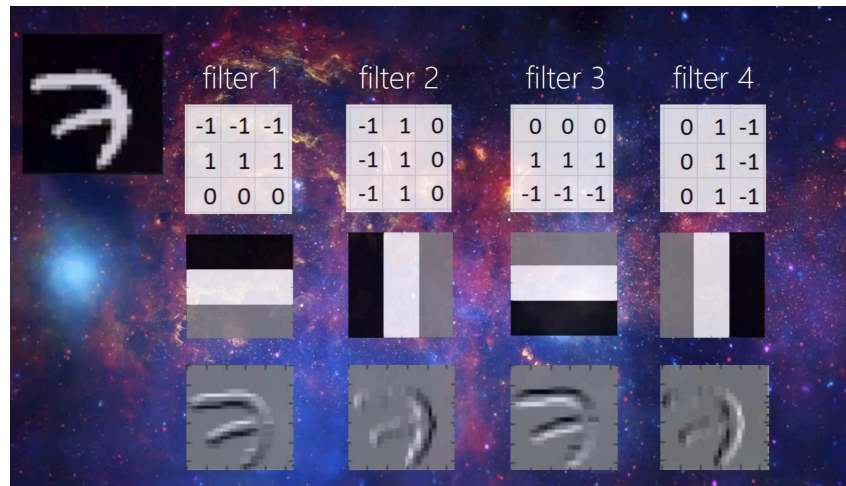 filter 1 filter 2 filter 3 filter 4
-1 -1 -1 -1 1 0 0 0 0 0 1 -1
1 1 1 -1 1 0 1 1 1 0 1 -1
0 0 0 -1 1 0 -1 -1 -1 0 1 -1